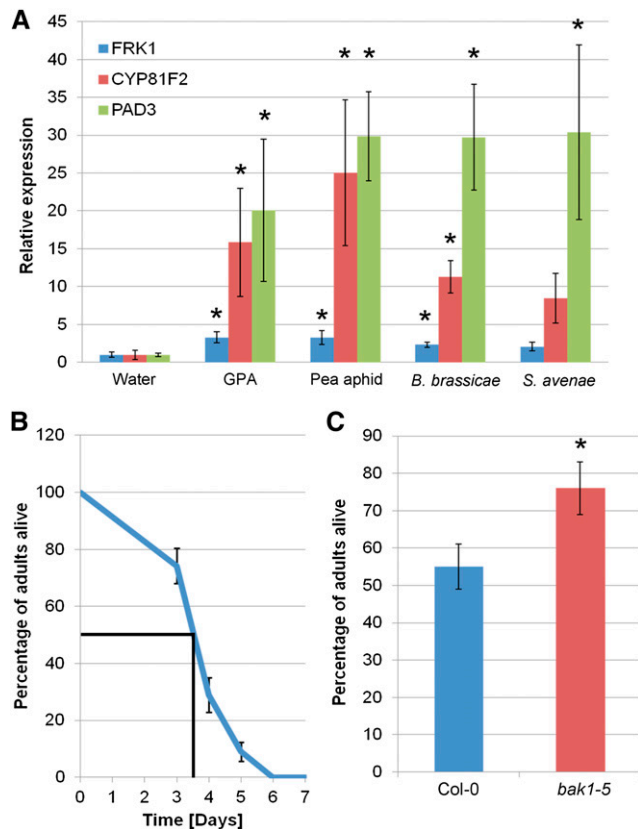 A
45
40
35
30
25
20
15
10
5
0
Relative expression
FRK1
CYP81F2
PAD3
* * * * * * * * *
Water GPA Pea aphid B. brassicae S. avenae
B
120
100
80
60
40
20
0
Percentage of adults alive
0 1 2 3 4 5 6 7
Time [Days]
C
90
80
70
60
50
40
30
20
10
0
Percentage of adults alive
*
Col-0 bak1-5